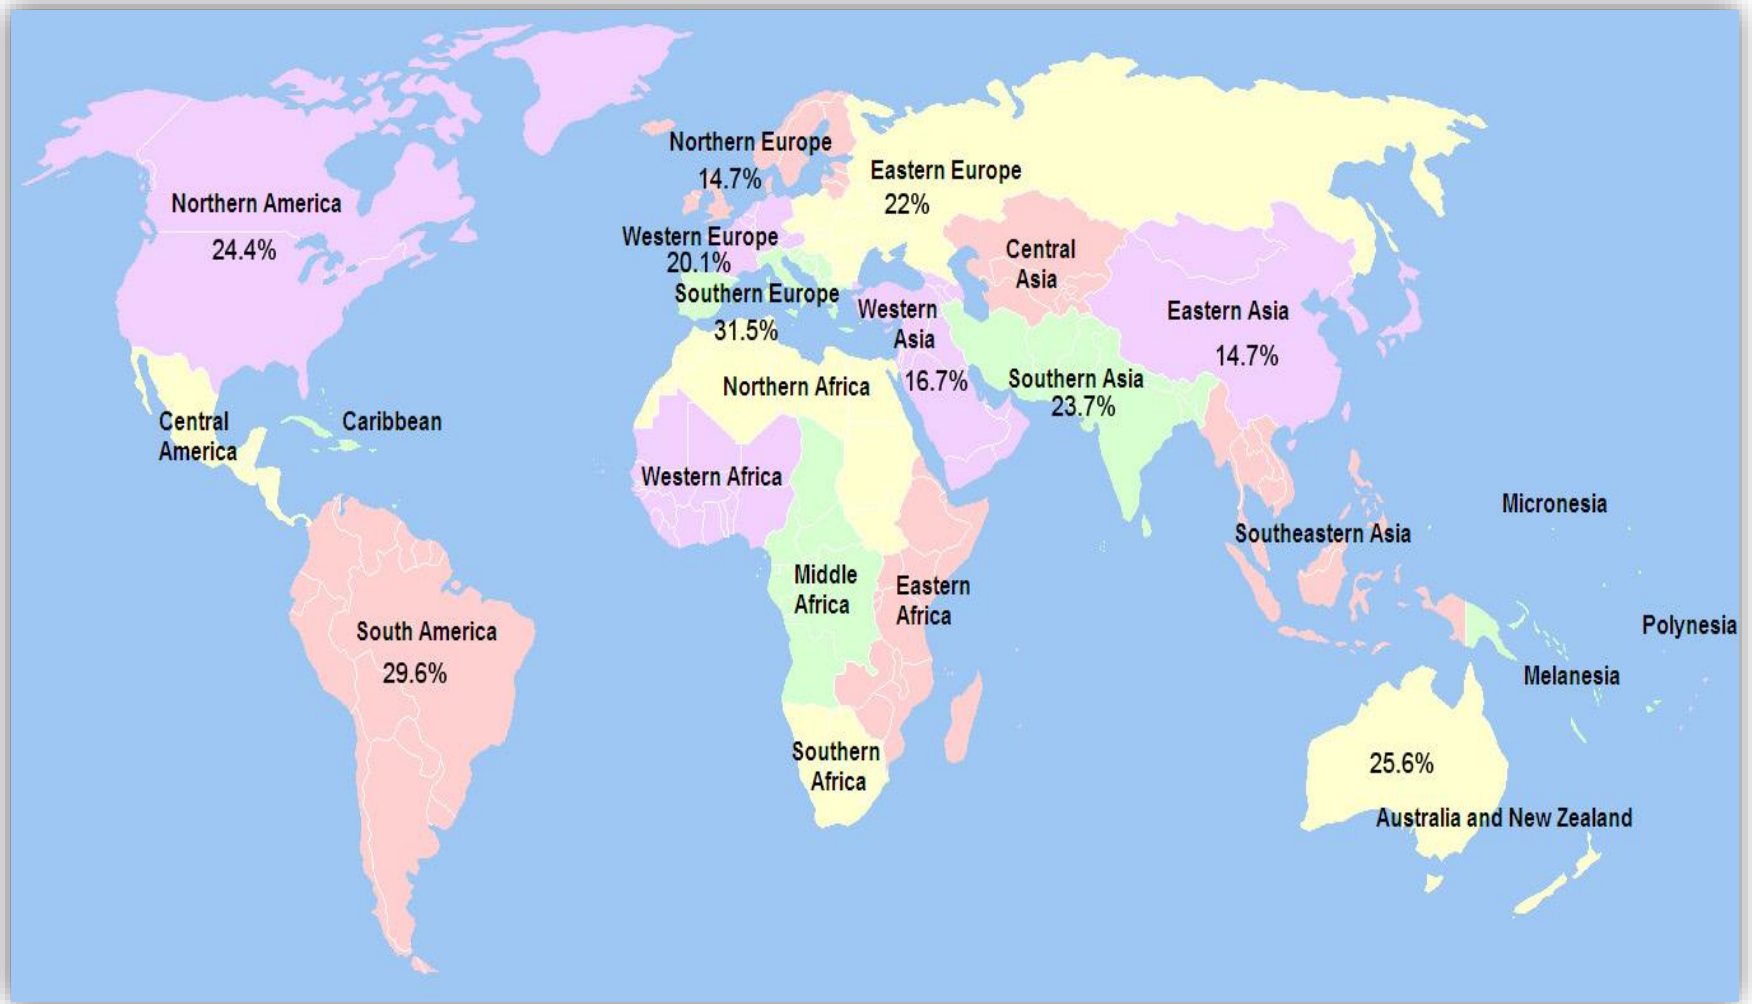 Northern Europe
14.7%
Eastern Europe
22%
Northern America
24.4%
Western Europe
20.1%
Central
Asia
Southern Europe
31.5%
Western
Asia
16.7%
Eastern Asia
14.7%
Southern Asia
23.7%
Northern Africa
Central
America
Caribbean
Western Africa
Micronesia
Southeastern Asia
Middle
Africa
Eastern
Africa
South America
29.6%
Polynesia
Melanesia
Southern
Africa
25.6%
Australia and New Zealand